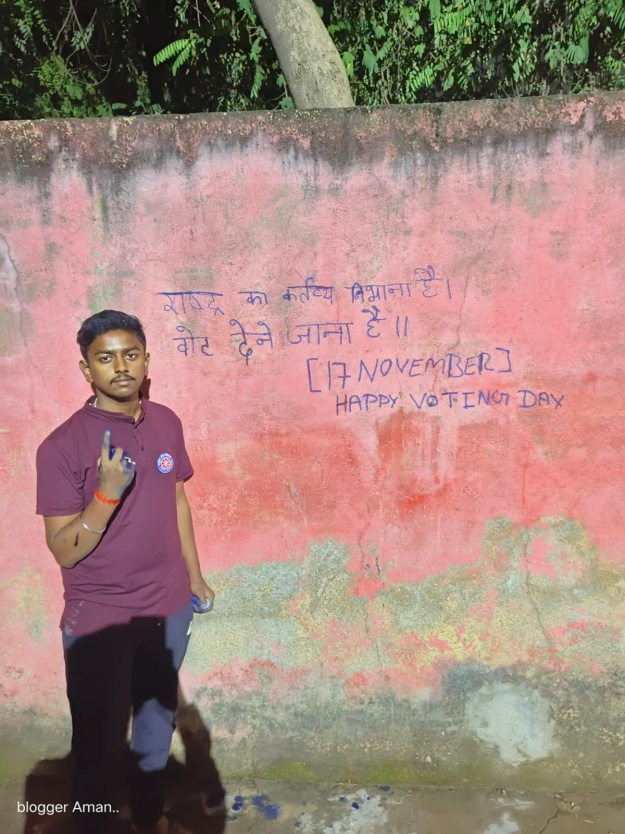 राष्ट्र का कर्तव्य निभाना है।
वोट देने जाना है॥
[17 NOVEMBER]
HAPPY VOTING DAY
blogger Aman..